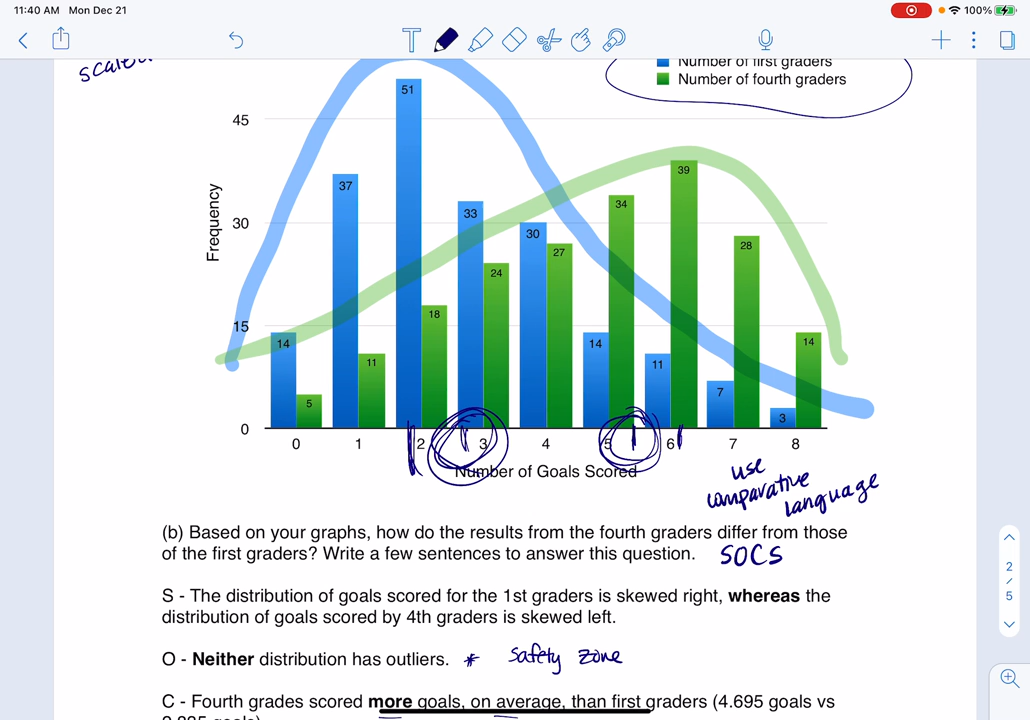 11:40 AM Mon Dec 21
100%
Number of first graders
Number of fourth graders
Frequency
45
30
15
0
14
5
37
11
51
18
33
24
30
27
14
34
11
39
7
28
3
14
0 1 2 3 4 5 6 7 8
Number of Goals Scored
use
comparative
language
(b) Based on your graphs, how do the results from the fourth graders differ from those
of the first graders? Write a few sentences to answer this question. SOCS
S - The distribution of goals scored for the 1st graders is skewed right, whereas the
distribution of goals scored by 4th graders is skewed left.
O - Neither distribution has outliers. * safety zone
C - Fourth grades scored more goals, on average, than first graders (4.695 goals vs
2
/
5